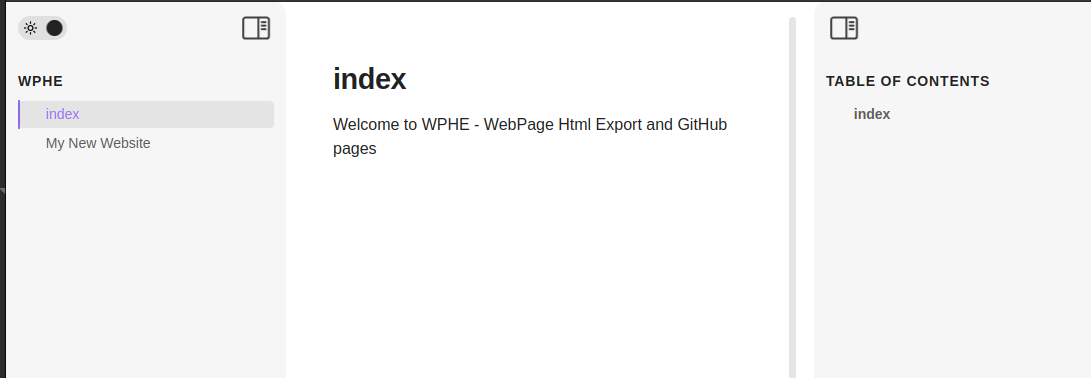 WPHE
index
My New Website
index
Welcome to WPHE - WebPage Html Export and GitHub
pages
TABLE OF CONTENTS
index